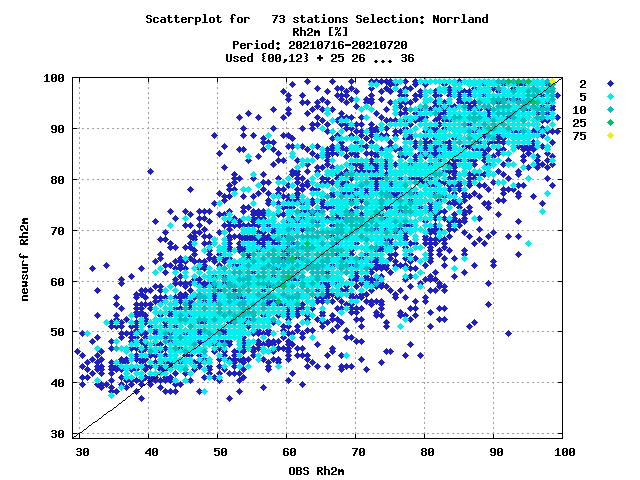 Scatterplot for   73 stations Selection: Norrland
Rh2m [%]
Period: 20210716-20210720
Used {00,12} + 25 26 ... 36
100
90
80
70
60
50
40
30
newsurf Rh2m
30 40 50 60 70 80 90 100
OBS Rh2m
2
5
10
25
75